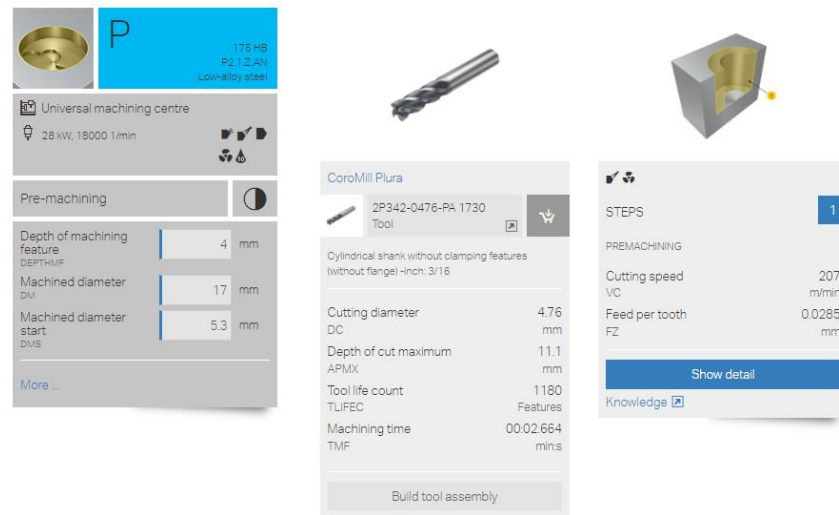 P
175 HB
P2.1.Z.AN
Low-alloy steel
Universal machining centre
28 kW, 18000 1/min
10
Pre-machining
Depth of machining
feature
DEPTHMF
4 mm
Machined diameter
DM
17 mm
Machined diameter
start
DMS
5.3 mm
More ...
CoroMill Plura
2P342-0476-PA 1730
Tool
Cylindrical shank without clamping features
(without flange) -inch: 3/16
Cutting diameter 4.76
DC mm
Depth of cut maximum 11.1
APMX mm
Tool life count 1180
TLIFEC Features
Machining time 00:02.664
TMF min:s
Build tool assembly
STEPS 1
PREMACHINING
Cutting speed 207
VC m/min
Feed per tooth 0.0285
FZ mm
Show detail
Knowledge